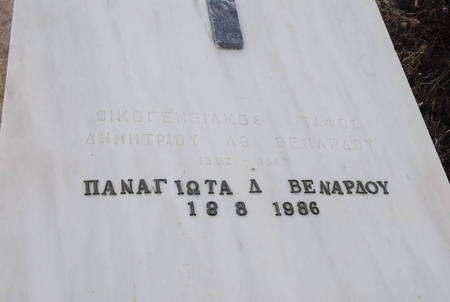 ΟΙΚΟΓΕΝΕΙΑΚΟΣ ΤΑΦΟΣ
ΔΗΜΗΤΡΙΟΥ ΑΘ ΒΕΝΑΡΔΟΥ
ΠΑΝΑΓΙΩΤΑ Δ ΒΕΝΑΡΔΟΥ
18 8 1986